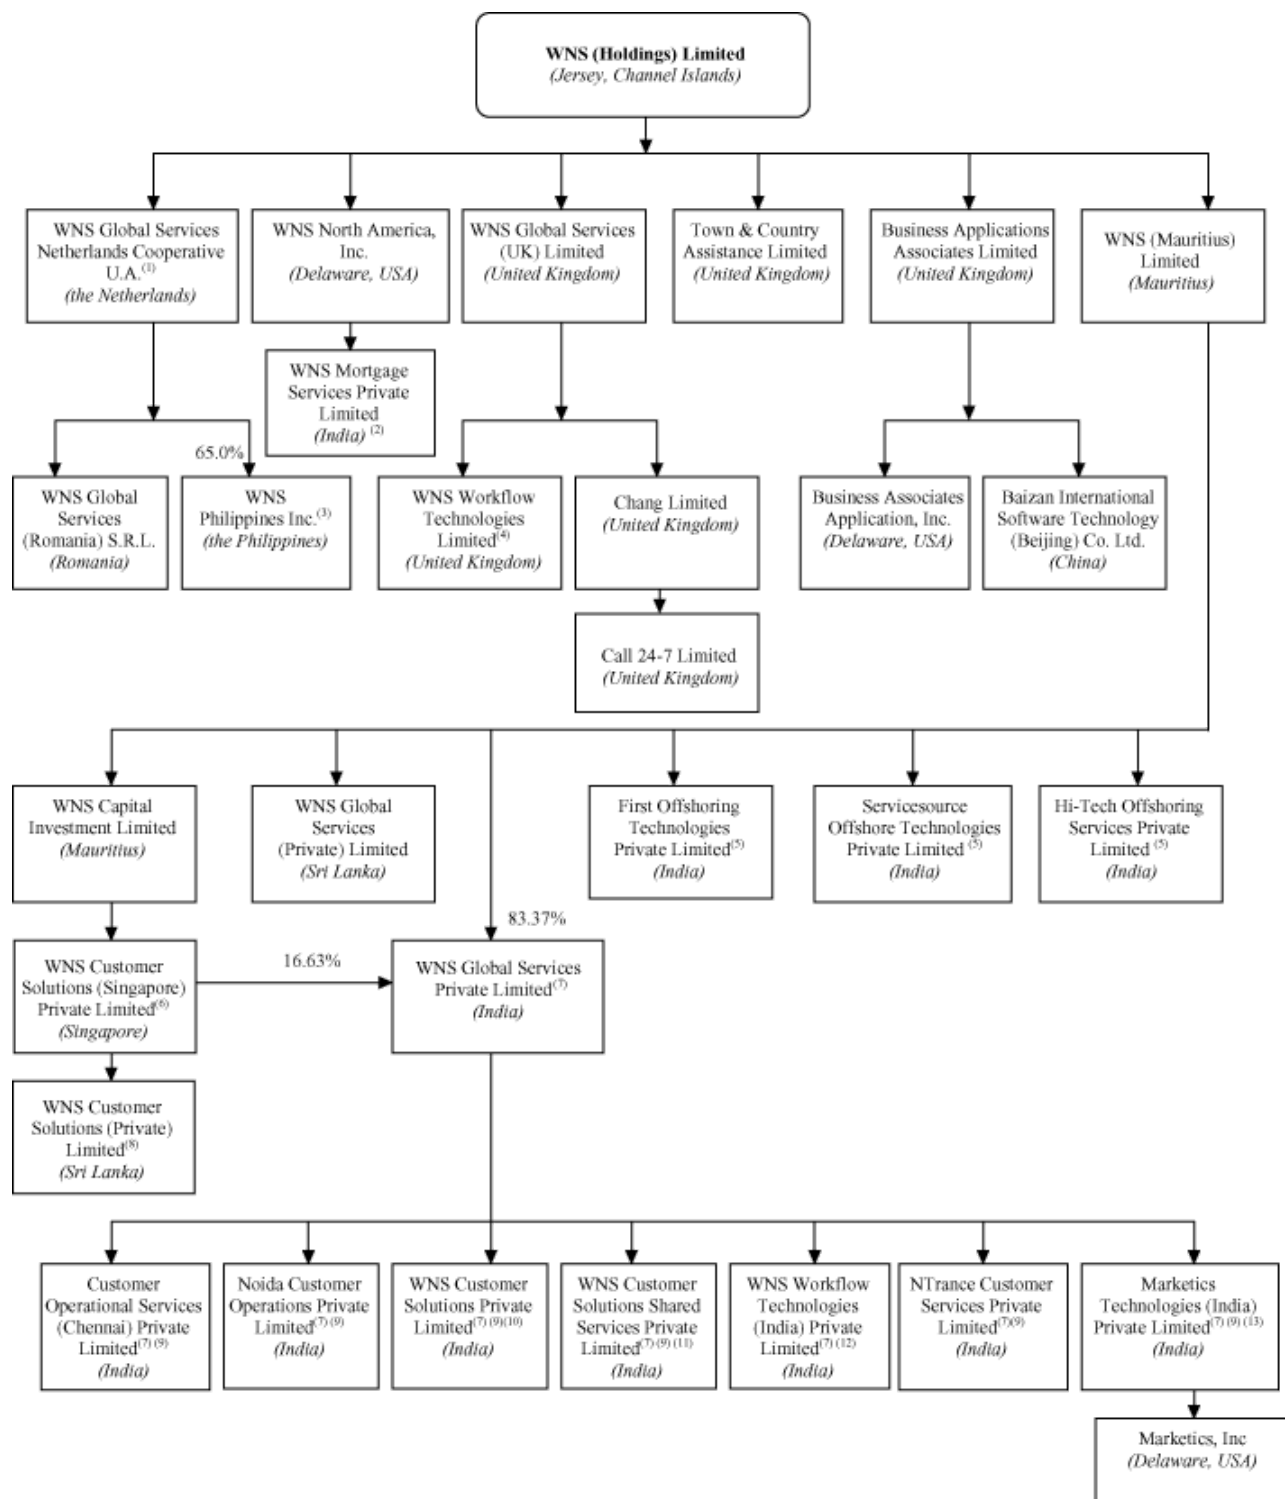 WNS (Holdings) Limited
(Jersey, Channel Islands)
WNS Global Services
Netherlands Cooperative
U.A.(1)
(the Netherlands)
WNS North America,
Inc.
(Delaware, USA)
WNS Global Services
(UK) Limited
(United Kingdom)
Town & Country
Assistance Limited
(United Kingdom)
Business Applications
Associates Limited
(United Kingdom)
WNS (Mauritius)
Limited
(Mauritius)
WNS Mortgage
Services Private
Limited
(India) (2)
65.0%
WNS Global
Services
(Romania) S.R.L.
(Romania)
WNS
Philippines Inc.(3)
(the Philippines)
WNS Workflow
Technologies
Limited(4)
(United Kingdom)
Chang Limited
(United Kingdom)
Business Associates
Application, Inc.
(Delaware, USA)
Baizan International
Software Technology
(Beijing) Co. Ltd.
(China)
Call 24-7 Limited
(United Kingdom)
WNS Capital
Investment Limited
(Mauritius)
WNS Global
Services
(Private) Limited
(Sri Lanka)
First Offshoring
Technologies
Private Limited(5)
(India)
Servicesource
Offshore Technologies
Private Limited (5)
(India)
Hi-Tech Offshoring
Services Private
Limited (5)
(India)
83.37%
16.63%
WNS Customer
Solutions (Singapore)
Private Limited(6)
(Singapore)
WNS Global Services
Private Limited(7)
(India)
WNS Customer
Solutions (Private)
Limited(8)
(Sri Lanka)
Customer
Operational Services
(Chennai) Private
Limited(7) (9)
(India)
Noida Customer
Operations Private
Limited(7) (9)
(India)
WNS Customer
Solutions Private
Limited(7) (9)(10)
(India)
WNS Customer
Solutions Shared
Services Private
Limited(7) (9) (11)
(India)
WNS Workflow
Technologies
(India) Private
Limited(7) (12)
(India)
NTrance Customer
Services Private
Limited(7)(9)
(India)
Marketics
Technologies (India)
Private Limited(7) (9) (13)
(India)
Marketics, Inc
(Delaware, USA)